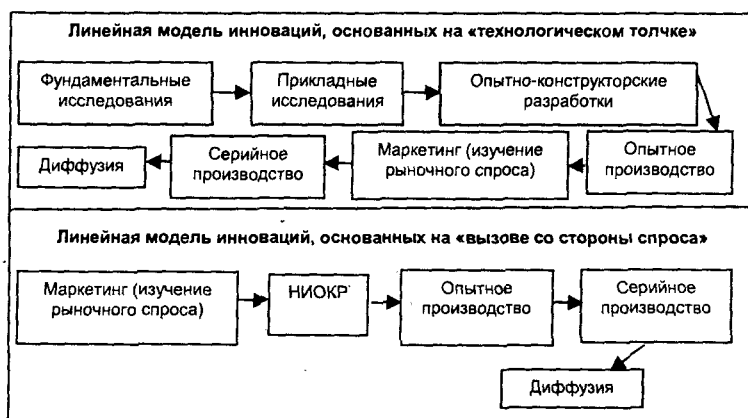 Линейная модель инноваций, основанных на «технологическом толчке»
Фундаментальные
исследования
Прикладные
исследования
Опытно-конструкторские
разработки
Диффузия
Серийное
производство
Маркетинг (изучение
рыночного спроса)
Опытное
производство
Линейная модель инноваций, основанных на «вызове со стороны спроса»
Маркетинг (изучение
рыночного спроса)
НИОКР
Опытное
производство
Серийное
производство
Диффузия